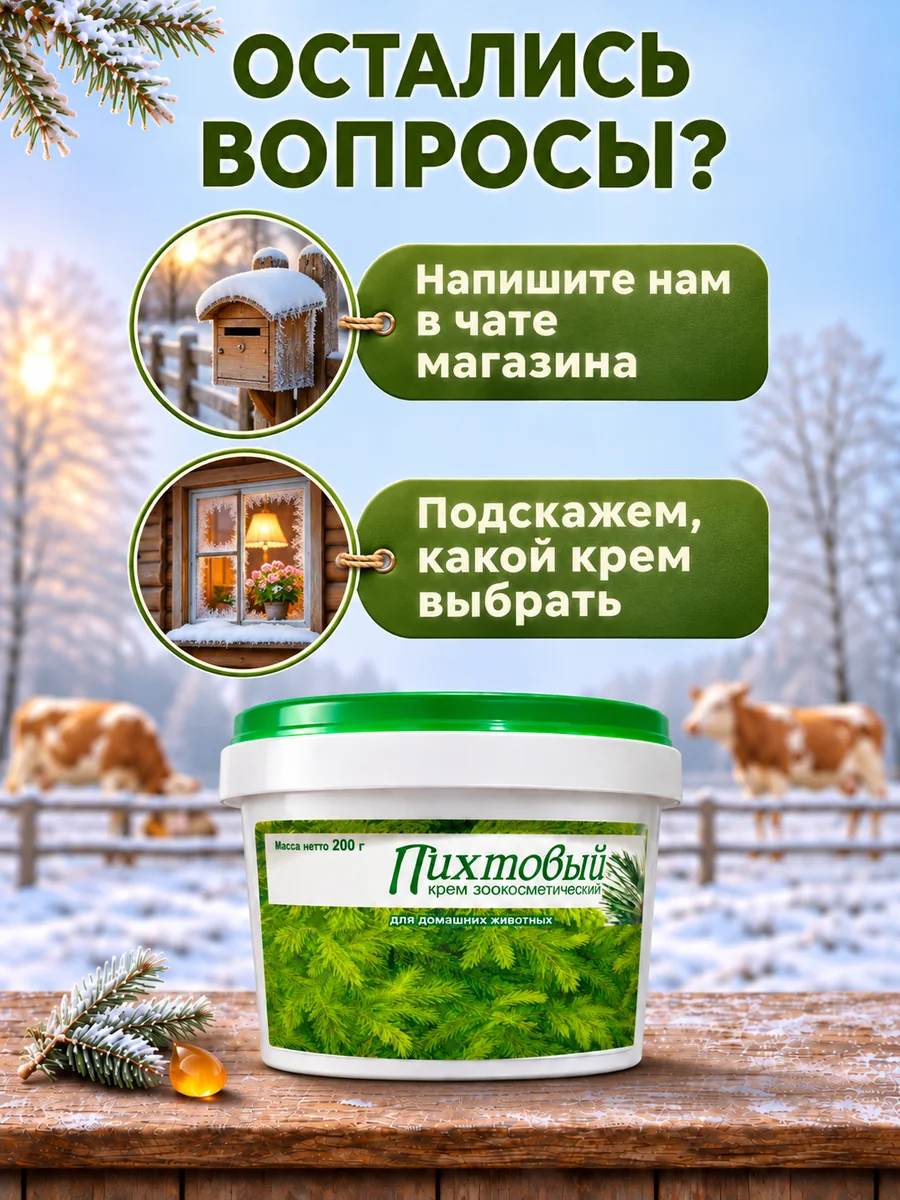 ОСТАЛИСЬ
ВОПРОСЫ?
Напишите нам
в чате
магазина
Подскажем,
какой крем
выбрать
Масса нетто 200 г
Пихтовый
крем зоокосметический
для домашних животных